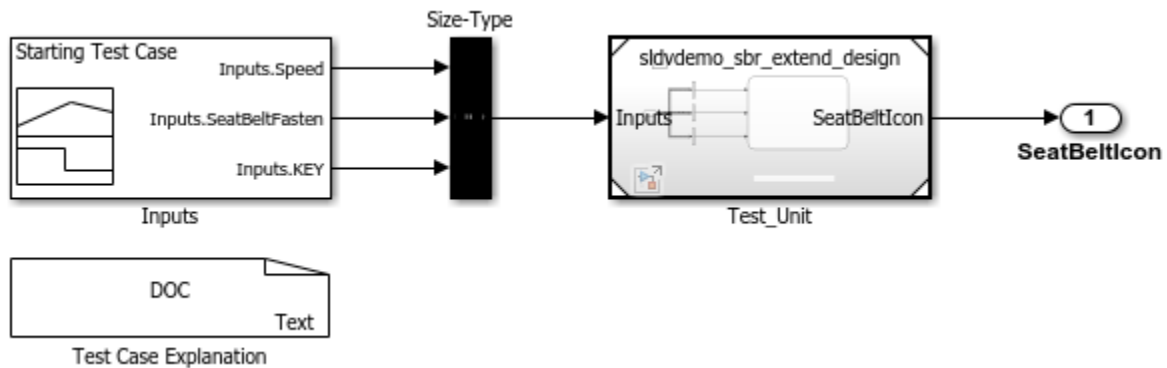 Size-Type
Starting Test Case
Inputs.Speed
Inputs.SeatBeltFasten
Inputs.KEY
Inputs
sldvdemo_sbr_extend_design
Inputs
SeatBeltIcon
Test_Unit
1
SeatBeltIcon
DOC
Text
Test Case Explanation